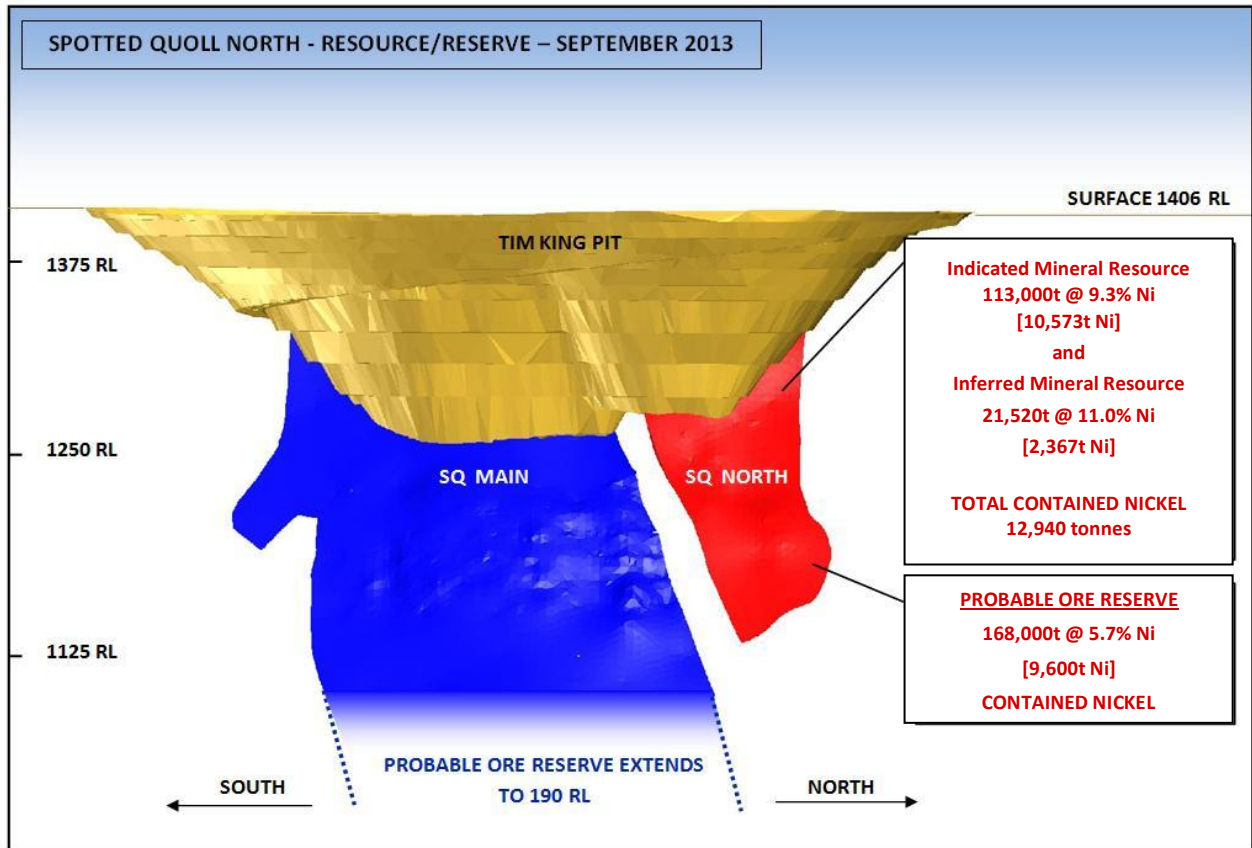 SPOTTED QUOLL NORTH - RESOURCE/RESERVE – SEPTEMBER 2013
SURFACE 1406 RL
TIM KING PIT
1375 RL
Indicated Mineral Resource
113,000t @ 9.3% Ni
[10,573t Ni]
and
Inferred Mineral Resource
21,520t @ 11.0% Ni
[2,367t Ni]
TOTAL CONTAINED NICKEL
12,940 tonnes
1250 RL
SQ MAIN
SQ NORTH
PROBABLE ORE RESERVE
168,000t @ 5.7% Ni
[9,600t Ni]
CONTAINED NICKEL
1125 RL
PROBABLE ORE RESERVE EXTENDS
TO 190 RL
SOUTH
NORTH